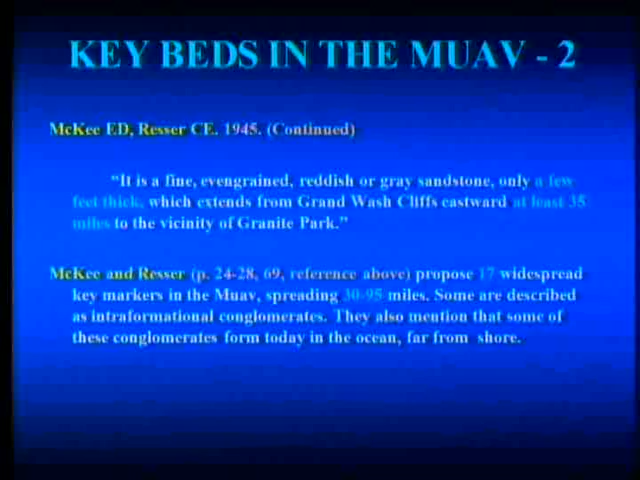 KEY BEDS IN THE MUAV - 2
McKee ED, Resser CE. 1945. (Continued)
"It is a fine, evengrained, reddish or gray sandstone, only a few
feet thick, which extends from Grand Wash Cliffs eastward at least 35
miles to the vicinity of Granite Park."
McKee and Resser (p. 24-28, 69, reference above) propose 17 widespread
key markers in the Muav, spreading 30-95 miles. Some are described
as intraformational conglomerates. They also mention that some of
these conglomerates form today in the ocean, far from shore.